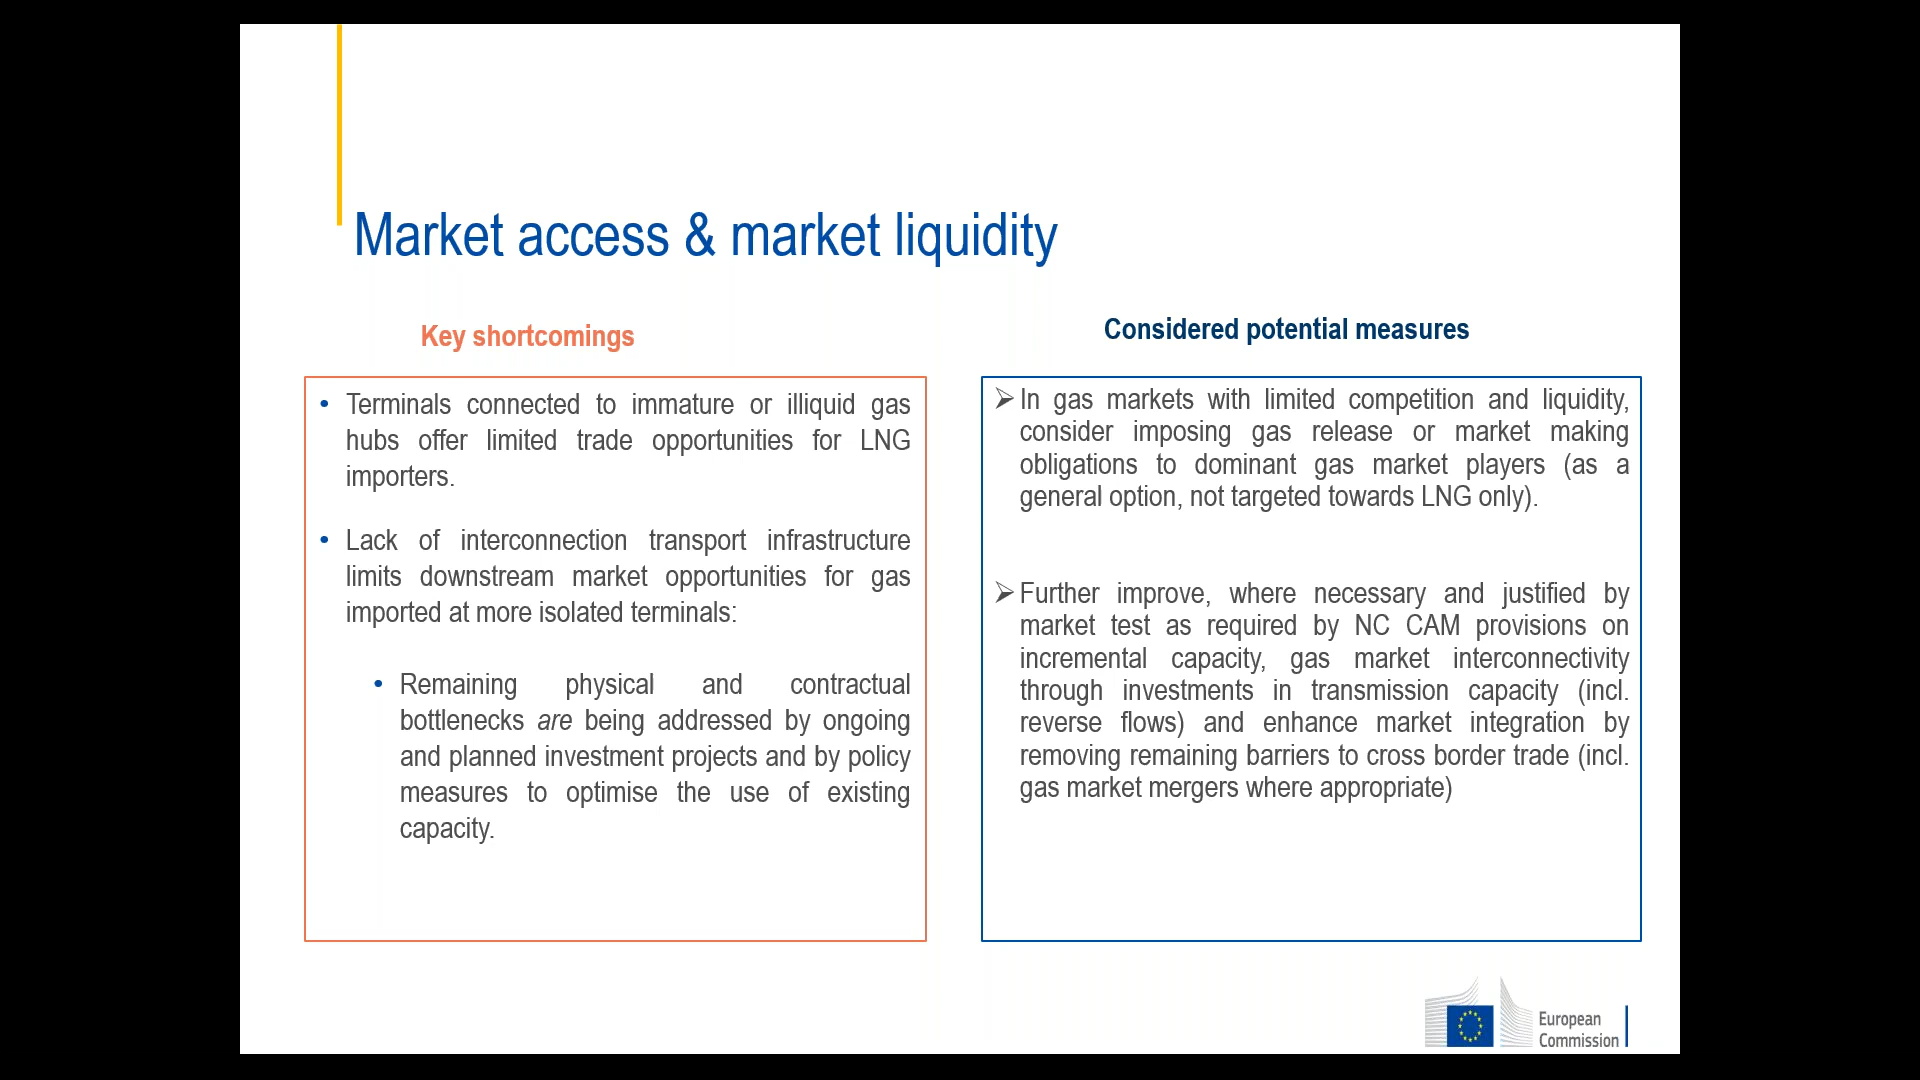 Market access & market liquidity
Key shortcomings
• Terminals connected to immature or illiquid gas
hubs offer limited trade opportunities for LNG
importers.
• Lack of interconnection transport infrastructure
limits downstream market opportunities for gas
imported at more isolated terminals:
• Remaining physical and contractual
bottlenecks are being addressed by ongoing
and planned investment projects and by policy
measures to optimise the use of existing
capacity.
Considered potential measures
➢ In gas markets with limited competition and liquidity,
consider imposing gas release or market making
obligations to dominant gas market players (as a
general option, not targeted towards LNG only).
➢ Further improve, where necessary and justified by
market test as required by NC CAM provisions on
incremental capacity, gas market interconnectivity
through investments in transmission capacity (incl.
reverse flows) and enhance market integration by
removing remaining barriers to cross border trade (incl.
gas market mergers where appropriate)
European
Commission